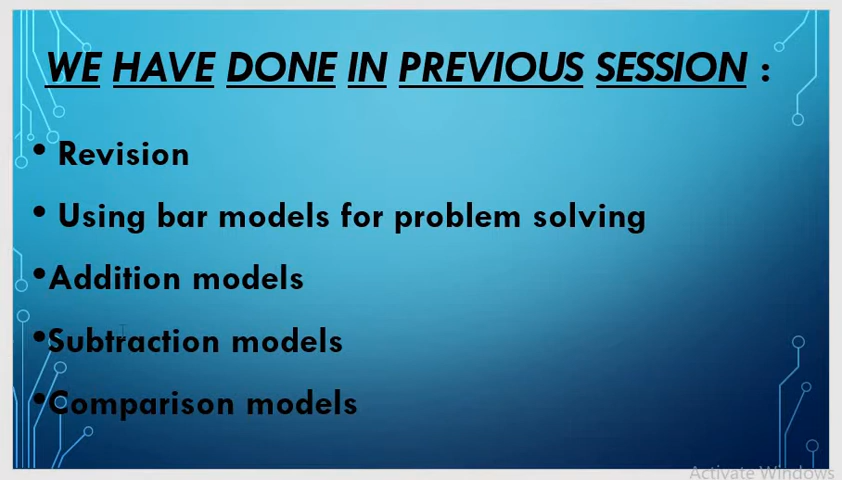 WE HAVE DONE IN PREVIOUS SESSION :
• Revision
• Using bar models for problem solving
•Addition models
•Subtraction models
•Comparison models
Activate Windows